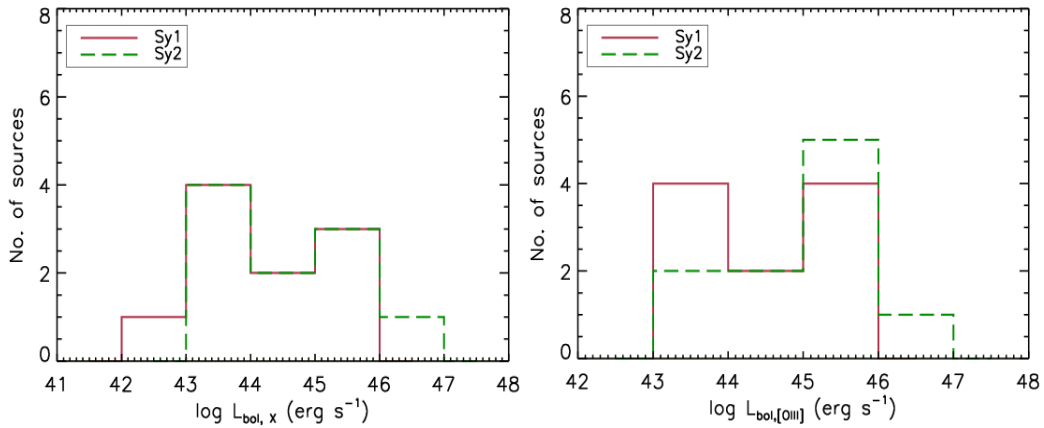 8
6
4
2
0
No. of sources
Sy1
Sy2
41 42 43 44 45 46 47 48
log L_bol, X (erg s⁻¹)
8
6
4
2
0
No. of sources
Sy1
Sy2
42 43 44 45 46 47 48
log L_bol,[OIII] (erg s⁻¹)